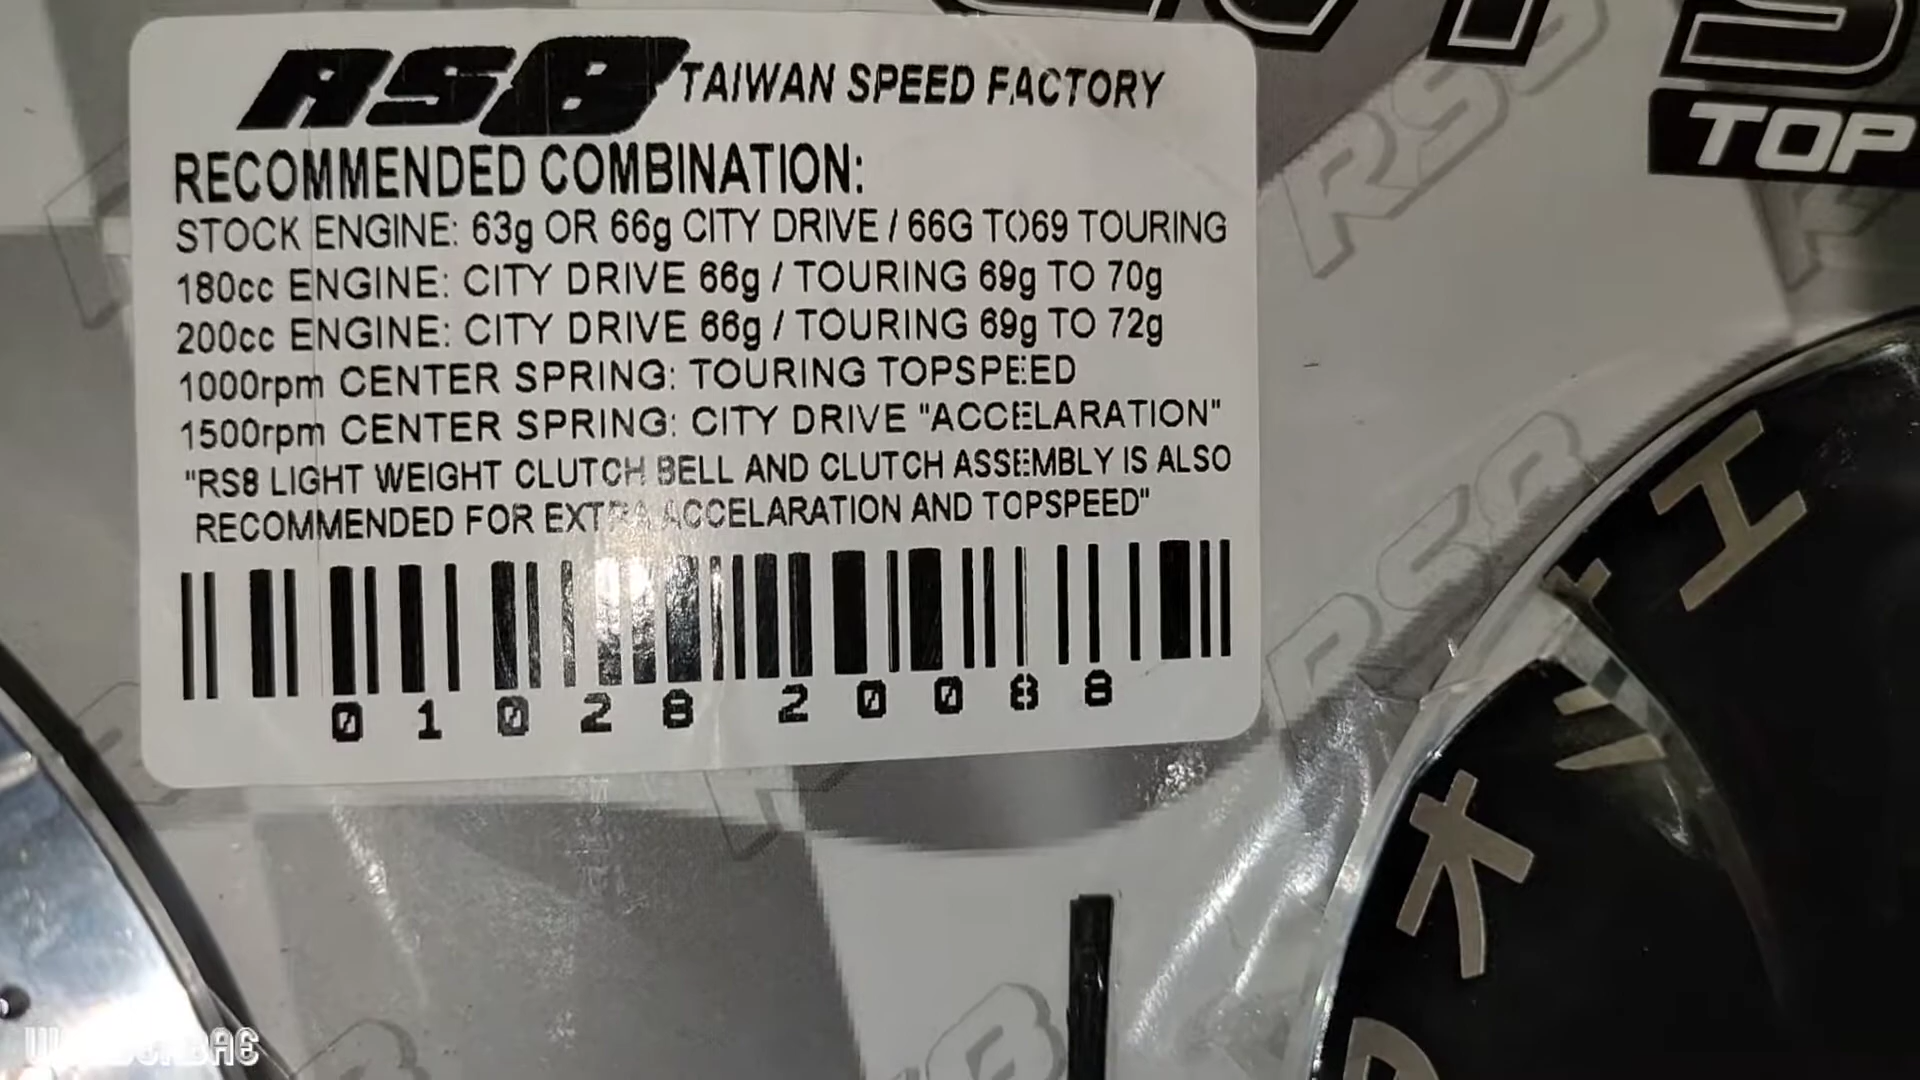 RS8 TAIWAN SPEED FACTORY
RECOMMENDED COMBINATION:
STOCK ENGINE: 63g OR 66g CITY DRIVE / 66G TO69 TOURING
180cc ENGINE: CITY DRIVE 66g / TOURING 69g TO 70g
200cc ENGINE: CITY DRIVE 66g / TOURING 69g TO 72g
1000rpm CENTER SPRING: TOURING TOPSPEED
1500rpm CENTER SPRING: CITY DRIVE "ACCELARATION"
"RS8 LIGHT WEIGHT CLUTCH BELL AND CLUTCH ASSEMBLY IS ALSO
RECOMMENDED FOR EXTRA ACCELARATION AND TOPSPEED"
01028 20088
TOP
RS8
RS8
RS8